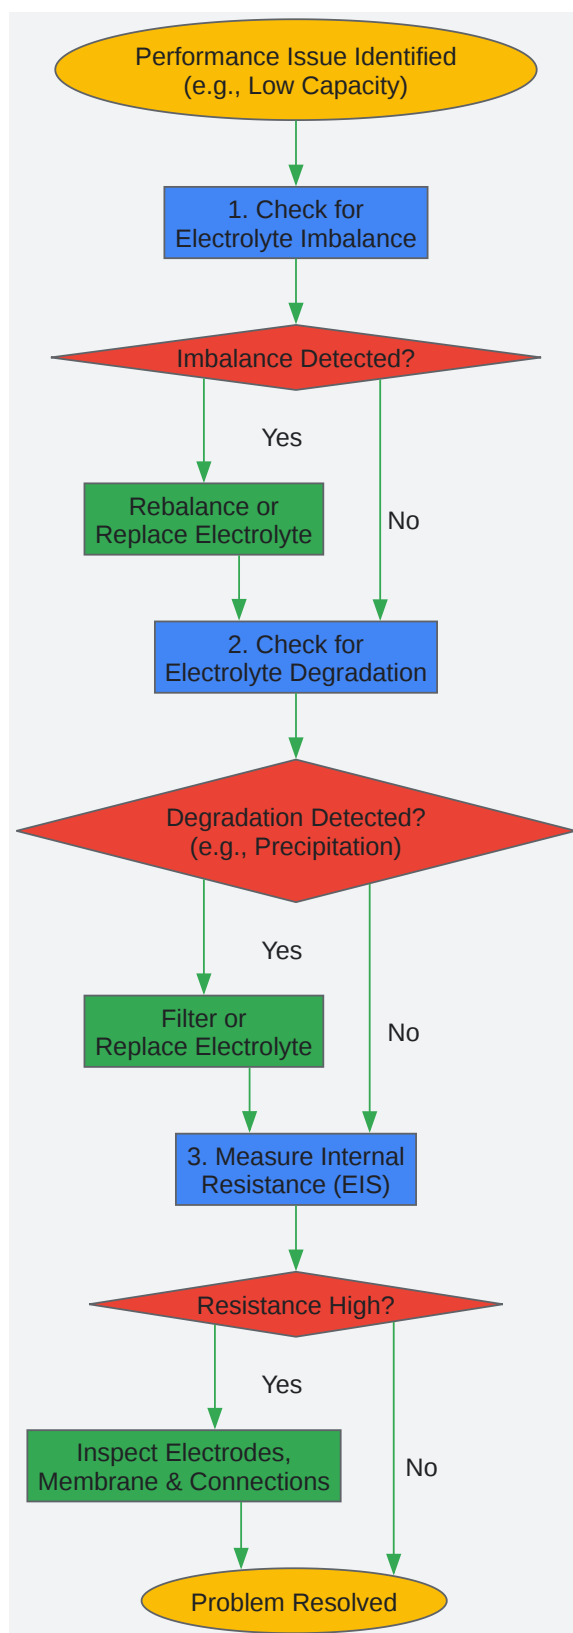 Performance Issue Identified
(e.g., Low Capacity)
1. Check for
Electrolyte Imbalance
Imbalance Detected?
Yes
Rebalance or
Replace Electrolyte
No
2. Check for
Electrolyte Degradation
Degradation Detected?
(e.g., Precipitation)
Yes
Filter or
Replace Electrolyte
No
3. Measure Internal
Resistance (EIS)
Resistance High?
Yes
Inspect Electrodes,
Membrane & Connections
No
Problem Resolved